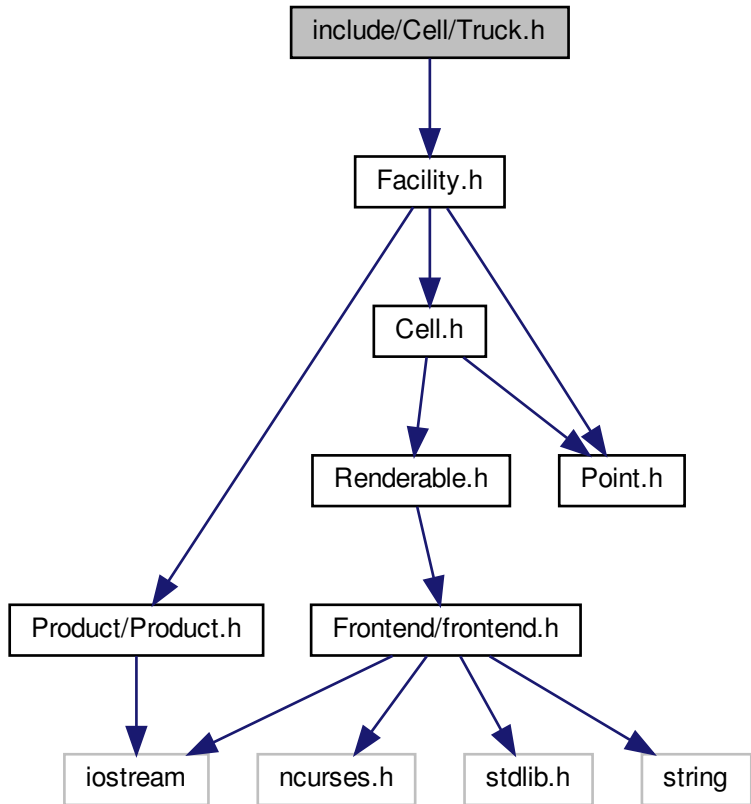 include/Cell/Truck.h
Facility.h
Cell.h
Renderable.h
Point.h
Product/Product.h
Frontend/frontend.h
iostream
ncurses.h
stdlib.h
string